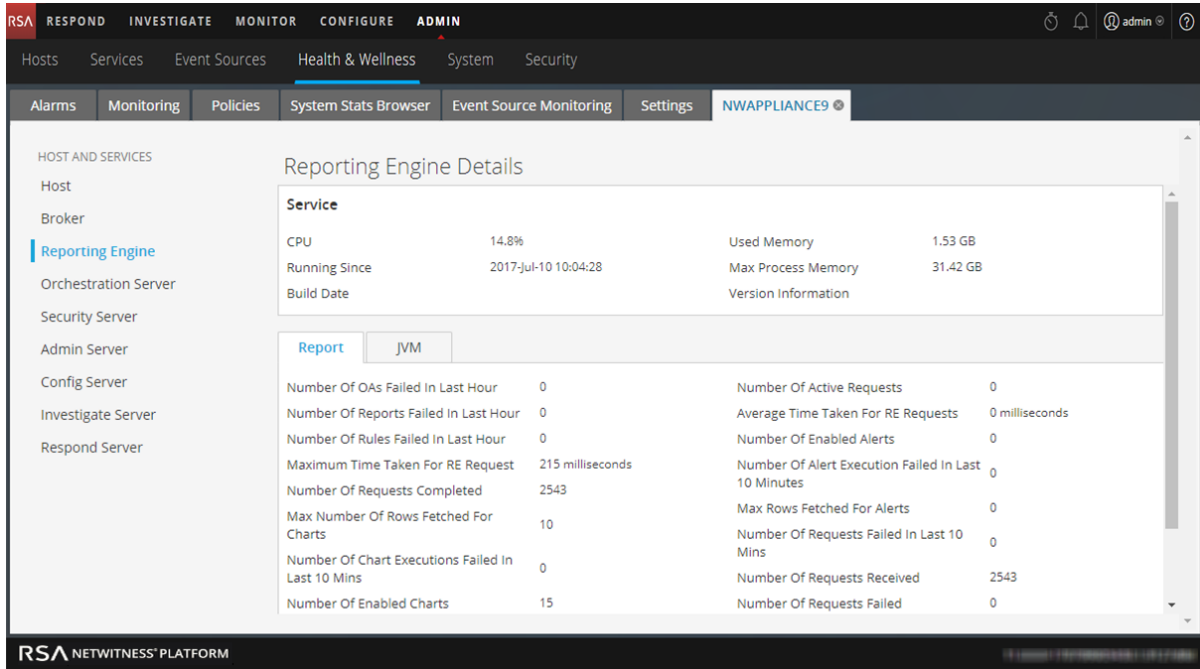 RSA RESPOND INVESTIGATE MONITOR CONFIGURE ADMIN admin
Hosts Services Event Sources Health & Wellness System Security
Alarms Monitoring Policies System Stats Browser Event Source Monitoring Settings NWAPPLIANCE9
HOST AND SERVICES
Host
Broker
Reporting Engine
Orchestration Server
Security Server
Admin Server
Config Server
Investigate Server
Respond Server
Reporting Engine Details
Service
CPU 14.8% Used Memory 1.53 GB
Running Since 2017-Jul-10 10:04:28 Max Process Memory 31.42 GB
Build Date Version Information
Report JVM
Number Of OAs Failed In Last Hour 0
Number Of Reports Failed In Last Hour 0
Number Of Rules Failed In Last Hour 0
Maximum Time Taken For RE Request 215 milliseconds
Number Of Requests Completed 2543
Max Number Of Rows Fetched For
Charts 10
Number Of Chart Executions Failed In
Last 10 Mins 0
Number Of Enabled Charts 15
Number Of Active Requests 0
Average Time Taken For RE Requests 0 milliseconds
Number Of Enabled Alerts 0
Number Of Alert Execution Failed In Last
10 Minutes 0
Max Rows Fetched For Alerts 0
Number Of Requests Failed In Last 10
Mins 0
Number Of Requests Received 2543
Number Of Requests Failed 0
RSA NETWITNESS® PLATFORM